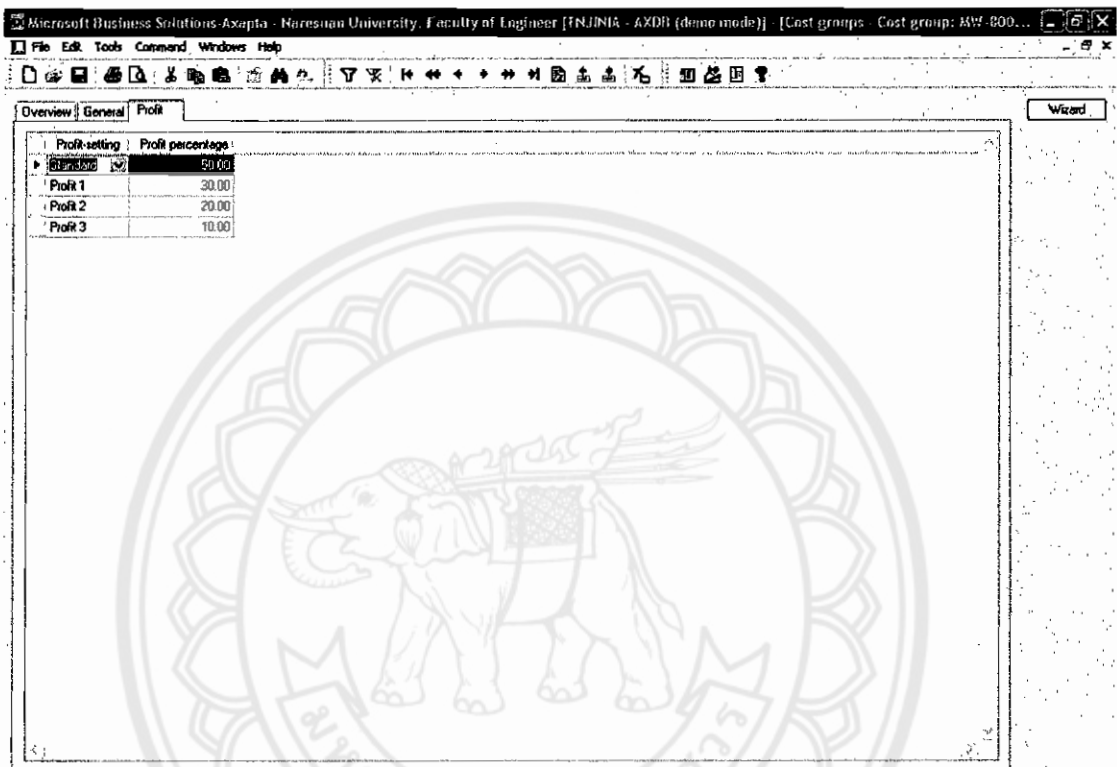 Microsoft Business Solutions-Axapta - Naresuan University. Faculty of Engineer [ENJINIA - AXDB (demo mode)] - [Cost groups - Cost group: MW-800...
File Edit Tools Command Windows Help
Overview General Profit
Wizard
Profit-setting Profit percentage
Standard 50.00
Profit 1 30.00
Profit 2 20.00
Profit 3 10.00